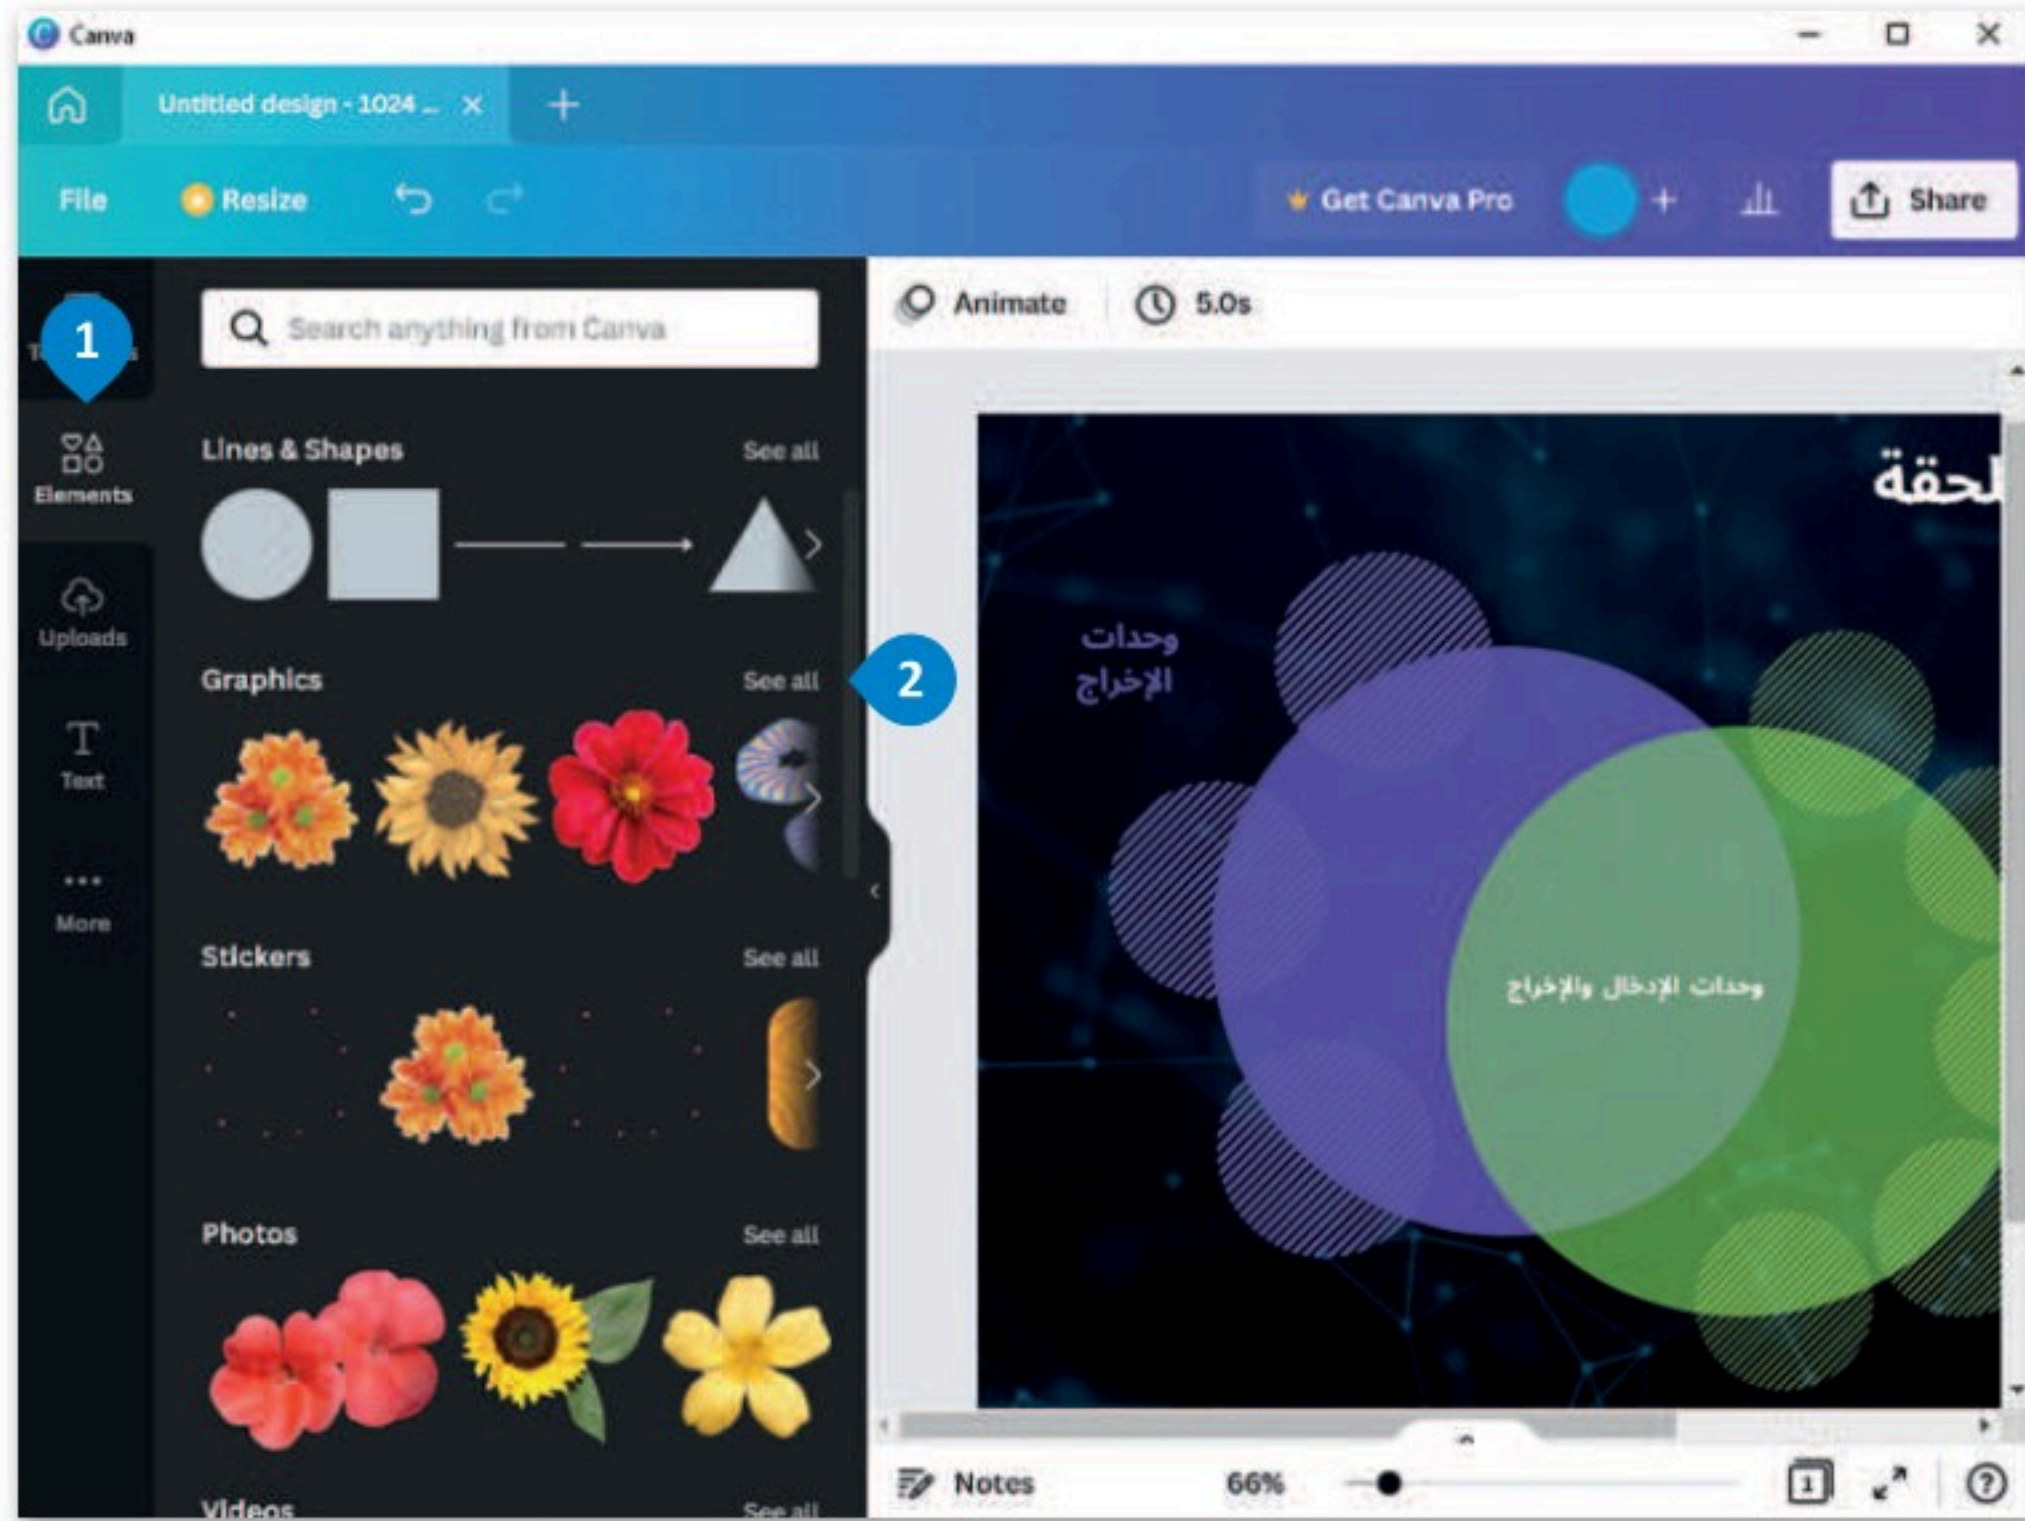 Canva
Untitled design - 1024 ...
File
Resize
Get Canva Pro
Share
1
Search anything from Canva
Animate
5.0s
Lines & Shapes
See all
Elements
Uploads
وحدات
الإخراج
Graphics
See all
2
Text
More
Stickers
See all
وحدات الإدخال والإخراج
Photos
See all
Videos
See all
Notes
66%
1